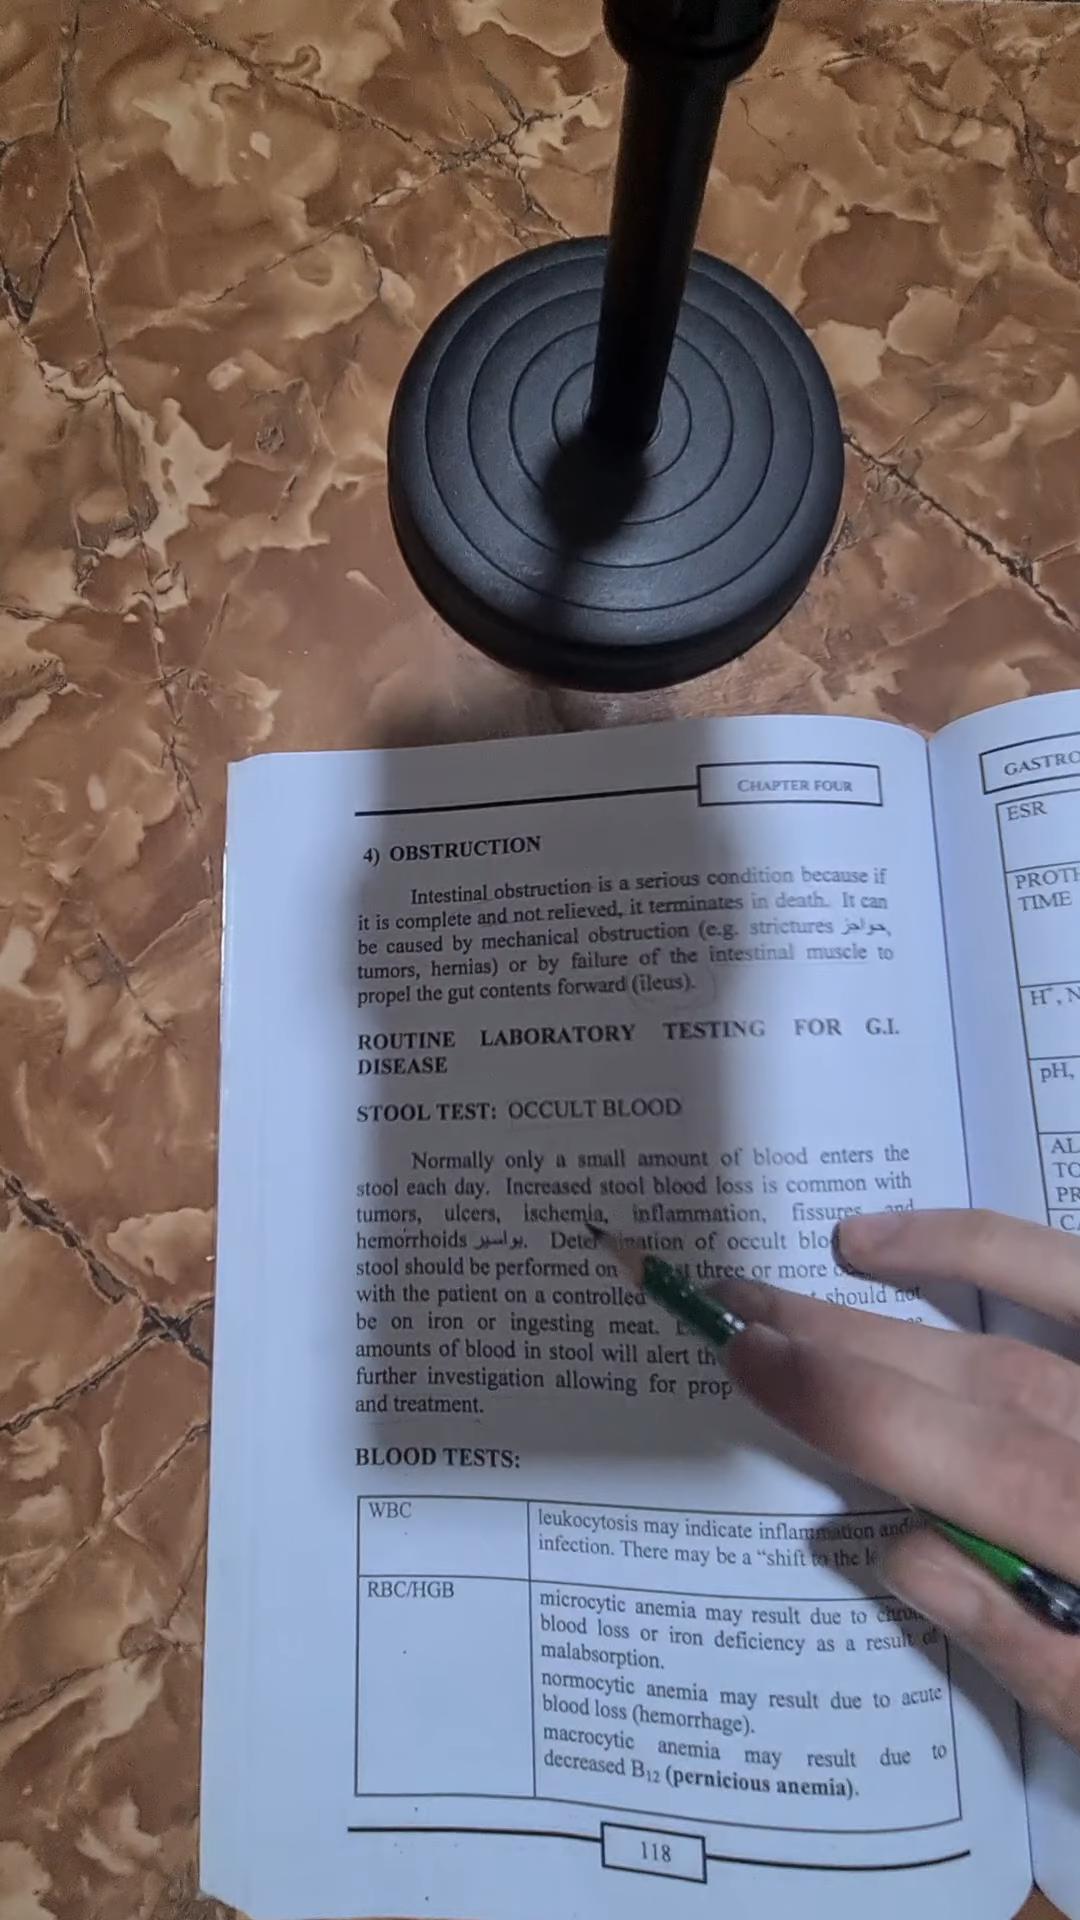 CHAPTER FOUR
4) OBSTRUCTION
Intestinal obstruction is a serious condition because if
it is complete and not relieved, it terminates in death. It can
be caused by mechanical obstruction (e.g. strictures حواجز,
tumors, hernias) or by failure of the intestinal muscle to
propel the gut contents forward (ileus).
ROUTINE LABORATORY TESTING FOR G.I.
DISEASE
STOOL TEST: OCCULT BLOOD
Normally only a small amount of blood enters the
stool each day. Increased stool blood loss is common with
tumors, ulcers, ischemia, inflammation, fissures and
hemorrhoids بواسير. of occult
stool should be performed on three or more
with the patient on a controlled should not
be on iron or ingesting meat.
amounts of blood in stool will alert
further investigation allowing for
and treatment.
BLOOD TESTS:
WBC
leukocytosis may indicate inflammation and
infection. There may be a "shift to the
RBC/HGB
microcytic anemia may result due to
blood loss or iron deficiency as a result of
malabsorption.
normocytic anemia may result due to acute
blood loss (hemorrhage).
macrocytic anemia may result due to
decreased B₁₂ (pernicious anemia).
118
ESR
TIME
pH,